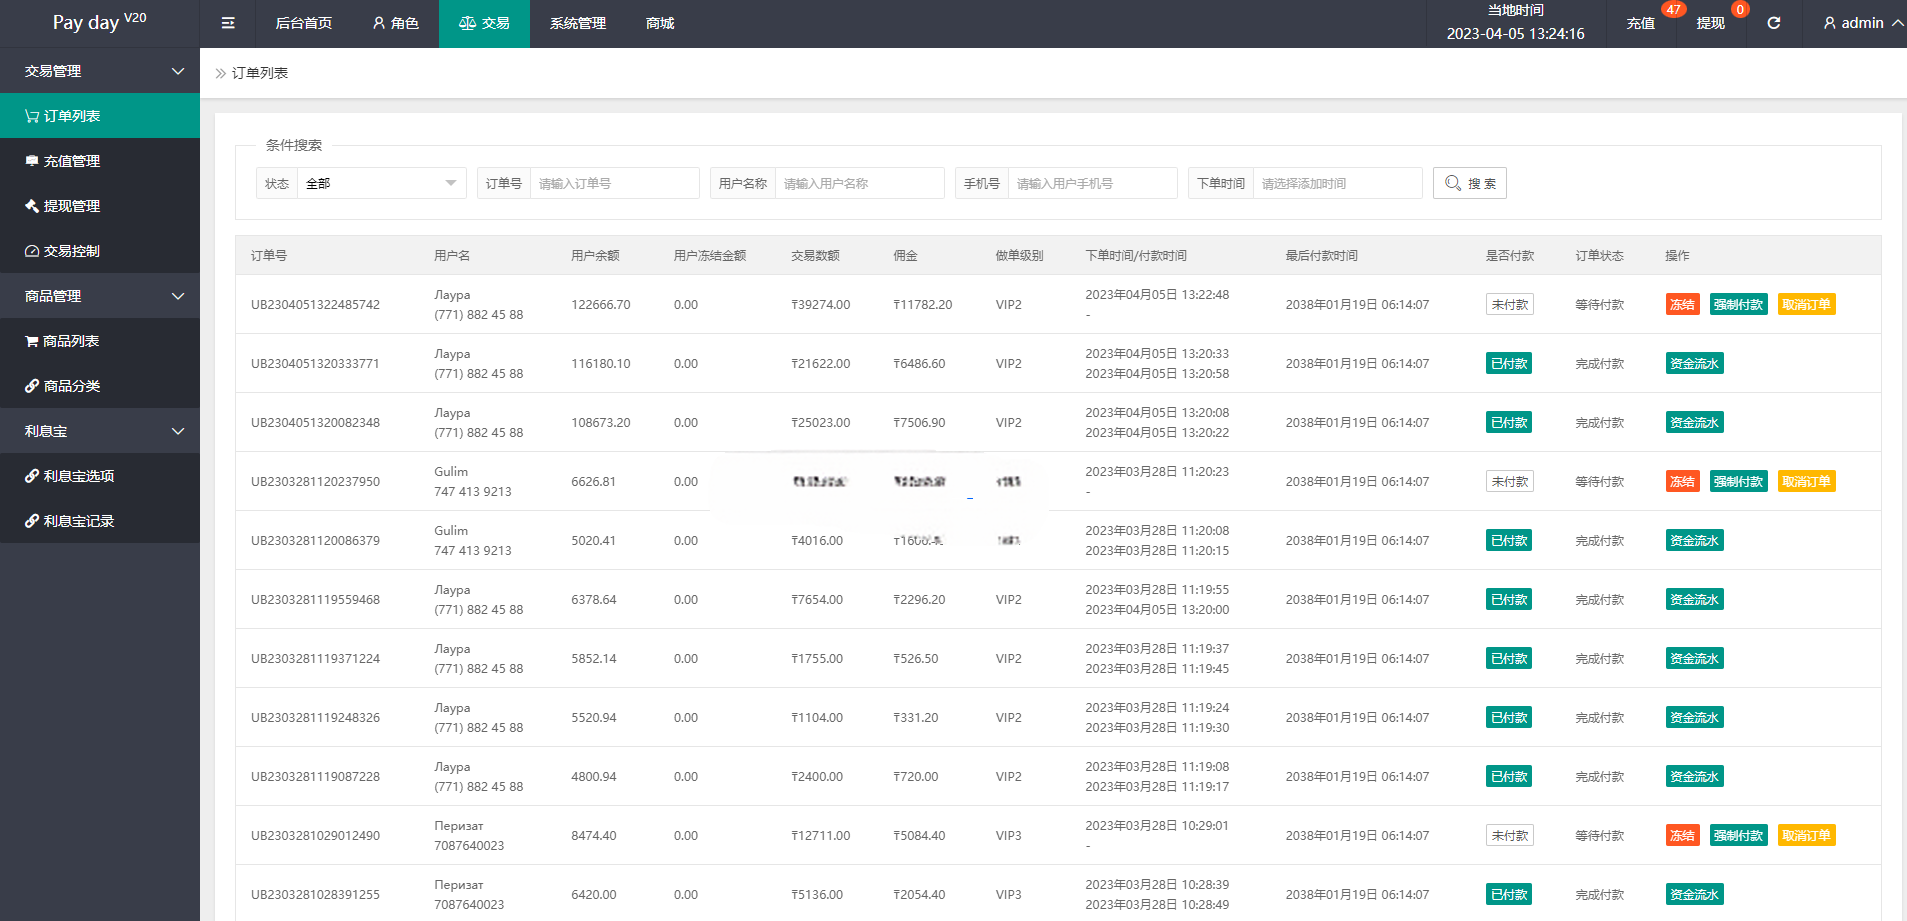 Pay day V20
后台首页 角色 交易 系统管理 商城
当地时间
2023-04-05 13:24:16
充值 47 提现 0 admin
交易管理
订单列表
充值管理
提现管理
交易控制
商品管理
商品列表
商品分类
利息宝
利息宝选项
利息宝记录
订单列表
条件搜索
状态 全部 订单号 请输入订单号 用户名称 请输入用户名称 手机号 请输入用户手机号 下单时间 请选择添加时间 搜 索
订单号 用户名 用户余额 用户冻结金额 交易数额 佣金 做单级别 下单时间/付款时间 最后付款时间 是否付款 订单状态 操作
UB2304051322485742 Лаура 122666.70 0.00 ₸39274.00 ₸11782.20 VIP2 2023年04月05日 13:22:48 2038年01月19日 06:14:07 未付款 等待付款 冻结 强制付款 取消订单
(771) 882 45 88 -
UB2304051320333771 Лаура 116180.10 0.00 ₸21622.00 ₸6486.60 VIP2 2023年04月05日 13:20:33 2038年01月19日 06:14:07 已付款 完成付款 资金流水
(771) 882 45 88 2023年04月05日 13:20:58
UB2304051320082348 Лаура 108673.20 0.00 ₸25023.00 ₸7506.90 VIP2 2023年04月05日 13:20:08 2038年01月19日 06:14:07 已付款 完成付款 资金流水
(771) 882 45 88 2023年04月05日 13:20:22
UB2303281120237950 Gulim 6626.81 0.00 2023年03月28日 11:20:23 2038年01月19日 06:14:07 未付款 等待付款 冻结 强制付款 取消订单
747 413 9213 -
UB2303281120086379 Gulim 5020.41 0.00 ₸4016.00 2023年03月28日 11:20:08 2038年01月19日 06:14:07 已付款 完成付款 资金流水
747 413 9213 2023年03月28日 11:20:15
UB2303281119559468 Лаура 6378.64 0.00 ₸7654.00 ₸2296.20 VIP2 2023年03月28日 11:19:55 2038年01月19日 06:14:07 已付款 完成付款 资金流水
(771) 882 45 88 2023年04月05日 13:20:00
UB2303281119371224 Лаура 5852.14 0.00 ₸1755.00 ₸526.50 VIP2 2023年03月28日 11:19:37 2038年01月19日 06:14:07 已付款 完成付款 资金流水
(771) 882 45 88 2023年03月28日 11:19:45
UB2303281119248326 Лаура 5520.94 0.00 ₸1104.00 ₸331.20 VIP2 2023年03月28日 11:19:24 2038年01月19日 06:14:07 已付款 完成付款 资金流水
(771) 882 45 88 2023年03月28日 11:19:30
UB2303281119087228 Лаура 4800.94 0.00 ₸2400.00 ₸720.00 VIP2 2023年03月28日 11:19:08 2038年01月19日 06:14:07 已付款 完成付款 资金流水
(771) 882 45 88 2023年03月28日 11:19:17
UB2303281029012490 Перизат 8474.40 0.00 ₸12711.00 ₸5084.40 VIP3 2023年03月28日 10:29:01 2038年01月19日 06:14:07 未付款 等待付款 冻结 强制付款 取消订单
7087640023 -
UB2303281028391255 Перизат 6420.00 0.00 ₸5136.00 ₸2054.40 VIP3 2023年03月28日 10:28:39 2038年01月19日 06:14:07 已付款 完成付款 资金流水
7087640023 2023年03月28日 10:28:49